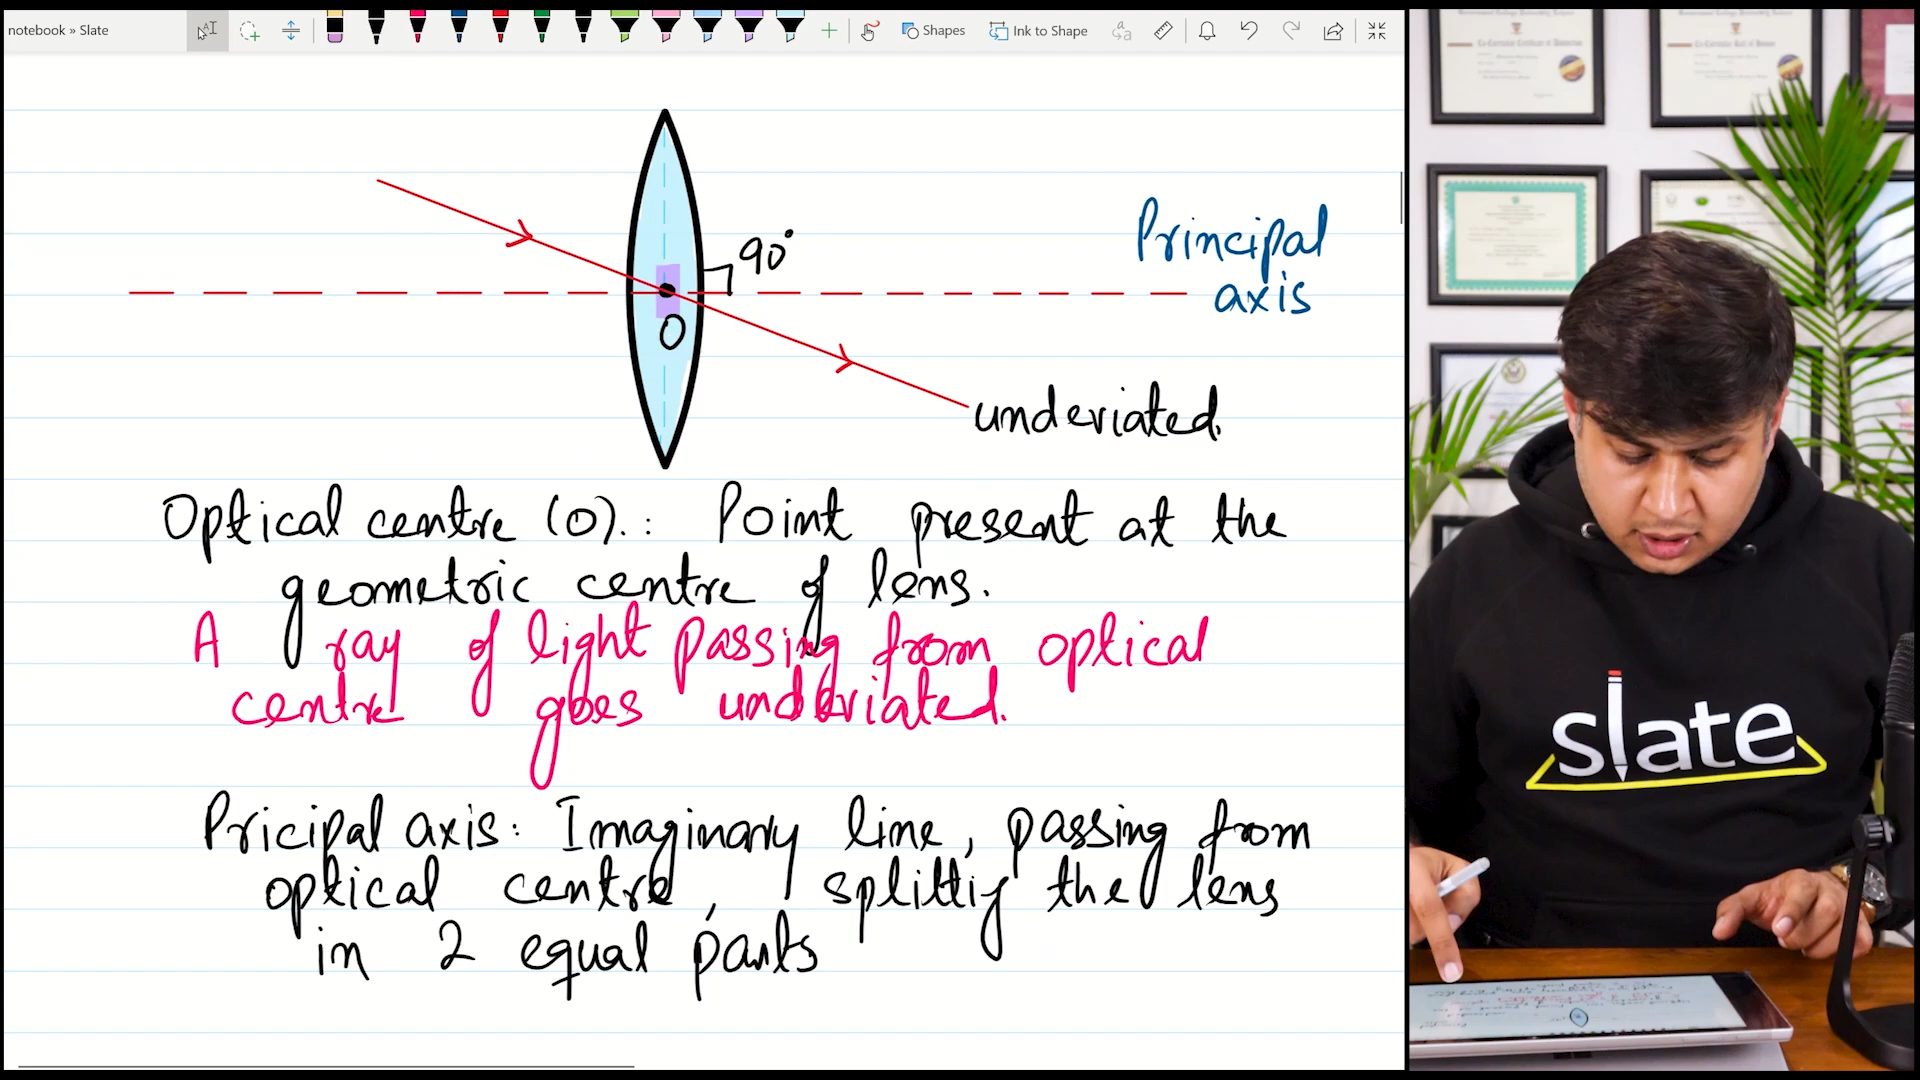 notebook » Slate
Shapes
Ink to Shape
90°
Principal
axis
O
undeviated.
Optical centre (O).: Point present at the
geometric centre of lens.
A ray of light passing from optical
centre goes undeviated.
Pricipal axis: Imaginary line, passing from
optical centre, splittig the lens
in 2 equal parts
slate